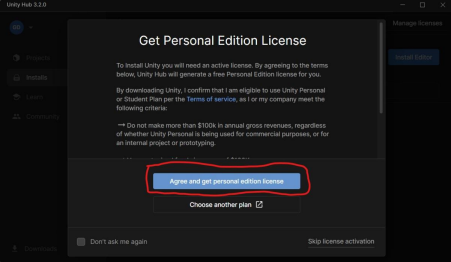 Unity Hub 3.2.0
Manage licenses
Get Personal Edition License
Install Editor
Projects
To Install Unity you will need an active license. By agreeing to the terms
below, Unity Hub will generate a free Personal Edition license for you.
Installs
By downloading Unity, I confirm that I am eligible to use Unity Personal
or Student Plan per the Terms of service, as I or my company meet the
following criteria:
Learn
Community
→ Do not make more than $100k in annual gross revenues, regardless
of whether Unity Personal is being used for commercial purposes, or for
an internal project or prototyping.
Agree and get personal edition license
Choose another plan
Don't ask me again
Skip license activation
Downloads